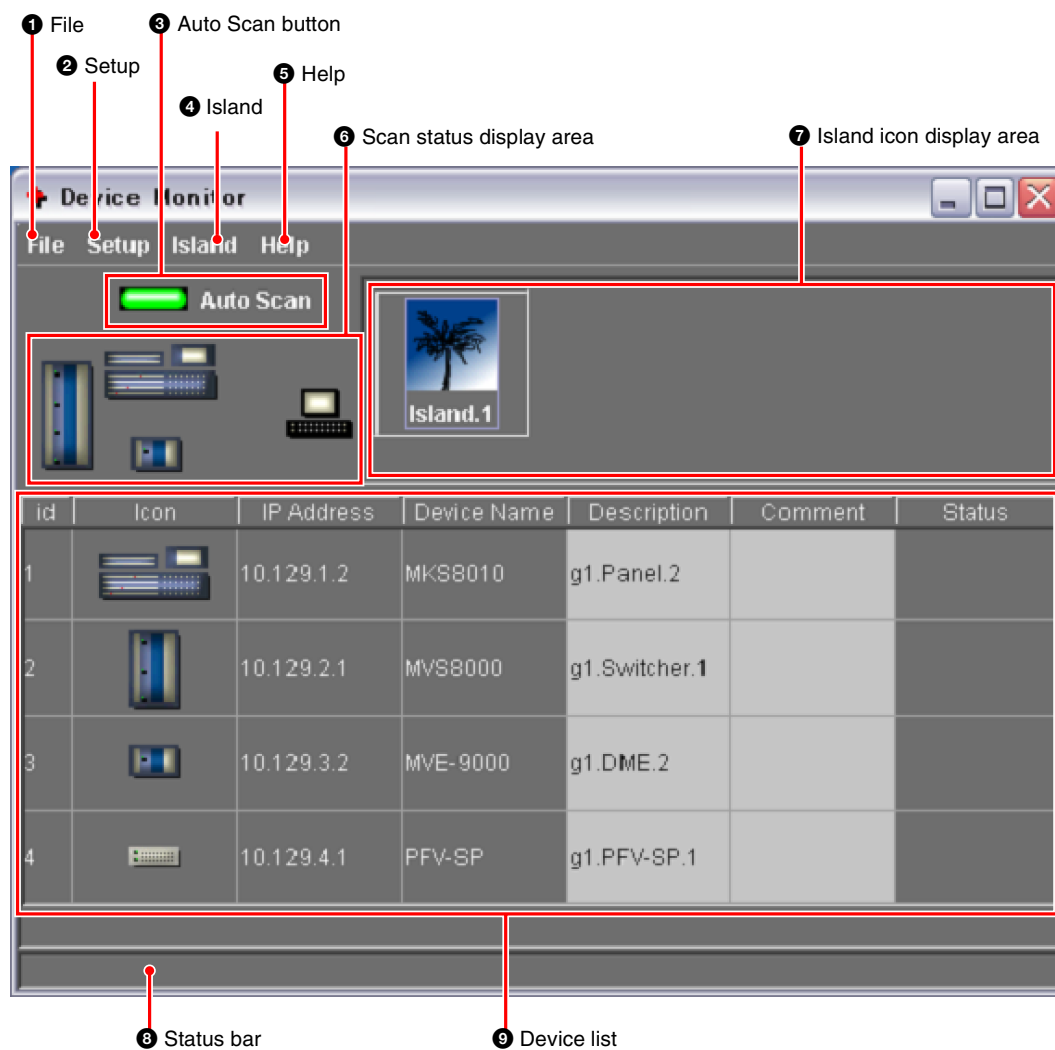 ❶ File
❸ Auto Scan button
❷ Setup
❺ Help
❹ Island
❻ Scan status display area
❼ Island icon display area
Device Monitor
File Setup Island Help
Auto Scan
Island.1
id Icon IP Address Device Name Description Comment Status
1 10.129.1.2 MKS8010 g1.Panel.2
2 10.129.2.1 MVS8000 g1.Switcher.1
3 10.129.3.2 MVE-9000 g1.DME.2
4 10.129.4.1 PFV-SP g1.PFV-SP.1
❽ Status bar
❾ Device list